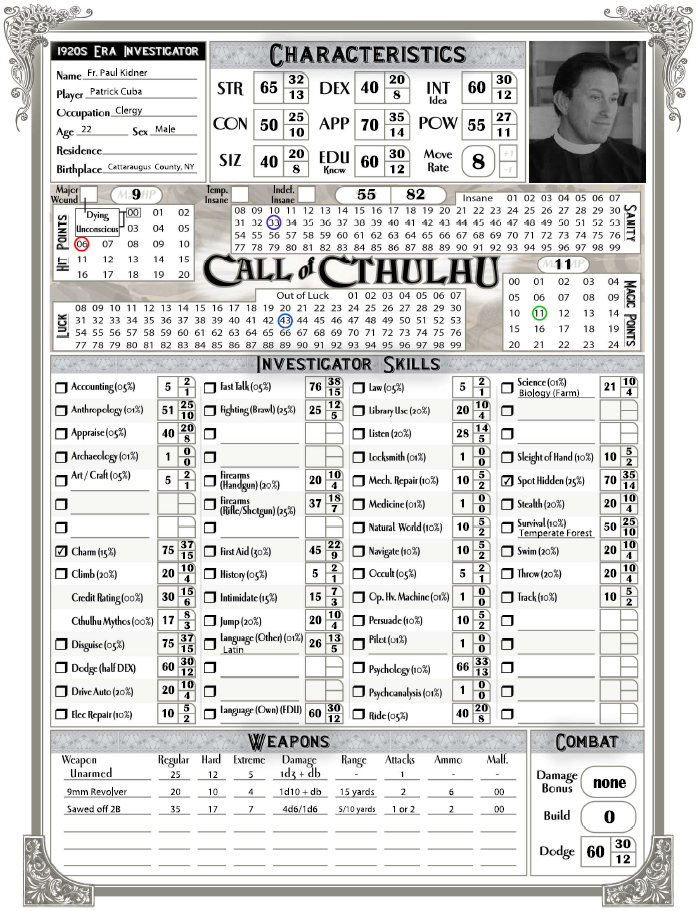 1920s Era Investigator
Name Fr. Paul Kidner
Player Patrick Cuba
Occupation Clergy
Age 22 Sex Male
Residence
Birthplace Cattaraugus County, NY
Characteristics
STR 65 32 13 DEX 40 20 8 INT Idea 60 30 12
CON 50 25 10 APP 70 35 14 POW 55 27 11
SIZ 40 20 8 EDU Know 60 30 12 Move Rate 8 +1 -1
Major Wound 9
Dying 00 01 02
Unconscious 03 04 05
06 07 08 09 10
11 12 13 14 15
16 17 18 19 20
Hit Points
Temp. Insane Indef. Insane 55 82
Insane 01 02 03 04 05 06 07
08 09 10 11 12 13 14 15 16 17 18 19 20 21 22 23 24 25 26 27 28 29 30
31 32 33 34 35 36 37 38 39 40 41 42 43 44 45 46 47 48 49 50 51 52 53
54 55 56 57 58 59 60 61 62 63 64 65 66 67 68 69 70 71 72 73 74 75 76
77 78 79 80 81 82 83 84 85 86 87 88 89 90 91 92 93 94 95 96 97 98 99
Sanity
Call of Cthulhu
Out of Luck 01 02 03 04 05 06 07
08 09 10 11 12 13 14 15 16 17 18 19 20 21 22 23 24 25 26 27 28 29 30
31 32 33 34 35 36 37 38 39 40 41 42 43 44 45 46 47 48 49 50 51 52 53
54 55 56 57 58 59 60 61 62 63 64 65 66 67 68 69 70 71 72 73 74 75 76
77 78 79 80 81 82 83 84 85 86 87 88 89 90 91 92 93 94 95 96 97 98 99
Luck
11
00 01 02 03 04
05 06 07 08 09
10 11 12 13 14
15 16 17 18 19
20 21 22 23 24
Magic Points
Investigator Skills
Accounting (05%) 5 2 1
Anthropology (01%) 51 25 10
Appraise (05%) 40 20 8
Archaeology (01%) 1 0 0
Art / Craft (05%) 5 2 1
Charm (15%) 75 37 15
Climb (20%) 20 10 4
Credit Rating (00%) 30 15 6
Cthulhu Mythos (00%) 17 8 3
Disguise (05%) 75 37 15
Dodge (half DEX) 60 30 12
Drive Auto (20%) 20 10 4
Elec Repair (10%) 10 5 2
Fast Talk (05%) 76 38 15
Fighting (Brawl) (25%) 25 12 5
Firearms (Handgun) (20%) 20 10 4
Firearms (Rifle/Shotgun) (25%) 37 18 7
First Aid (30%) 45 22 9
History (05%) 5 2 1
Intimidate (15%) 15 7 3
Jump (20%) 20 10 4
Language (Other) (01%) 26 13 5
Latin
Language (Own) (EDU) 60 30 12
Law (05%) 5 2 1
Library Use (20%) 20 10 4
Listen (20%) 28 14 5
Locksmith (01%) 1 0 0
Mech. Repair (10%) 10 5 2
Medicine (01%) 1 0 0
Natural World (10%) 10 5 2
Navigate (10%) 10 5 2
Occult (05%) 5 2 1
Op. Hv. Machine (01%) 1 0 0
Persuade (10%) 10 5 2
Pilot (01%) 1 0 0
Psychology (10%) 66 33 13
Psychoanalysis (01%) 1 0 0
Ride (05%) 40 20 8
Science (01%) 21 10 4
Biology (Farm)
Sleight of Hand (10%) 10 5 2
Spot Hidden (25%) 70 35 14
Stealth (20%) 20 10 4
Survival (10%) 50 25 10
Temperate Forest
Swim (20%) 20 10 4
Throw (20%) 20 10 4
Track (10%) 10 5 2
Weapons
Weapon Regular Hard Extreme Damage Range Attacks Ammo Malf.
Unarmed 25 12 5 1d3 + db - 1 - -
9mm Revolver 20 10 4 1d10 + db 15 yards 2 6 00
Sawed off 2B 35 17 7 4d6/1d6 5/10 yards 1 or 2 2 00
Combat
Damage Bonus none
Build 0
Dodge 60 30 12